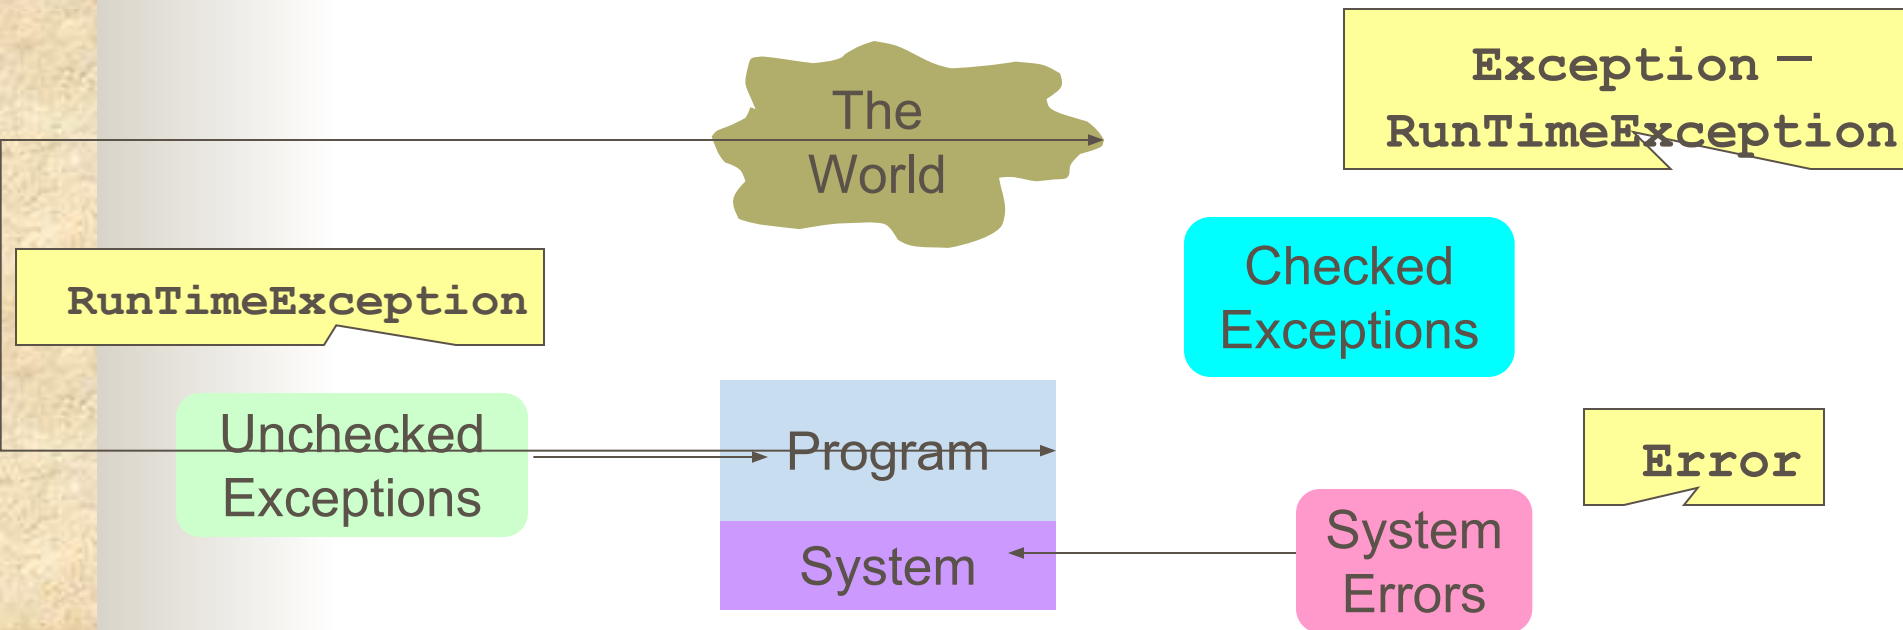 The
World
Exception –
RunTimeException
RunTimeException
Checked
Exceptions
Unchecked
Exceptions
Program
System
Error
System
Errors